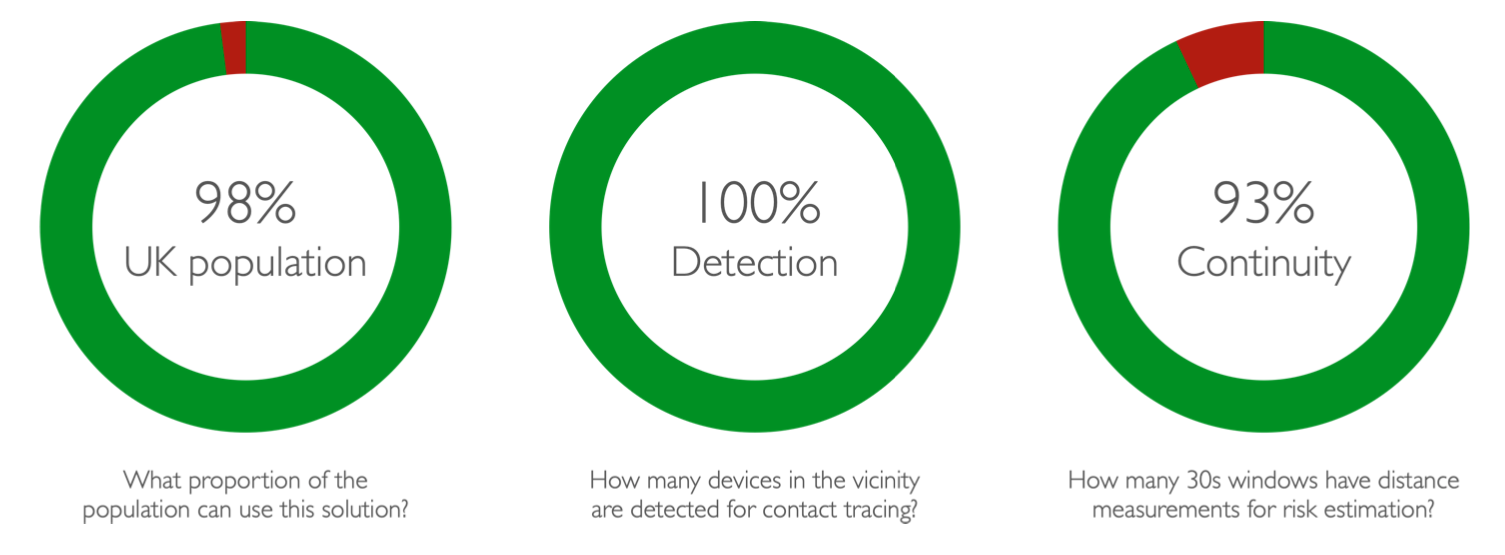 98%
UK population
What proportion of the
population can use this solution?
100%
Detection
How many devices in the vicinity
are detected for contact tracing?
93%
Continuity
How many 30s windows have distance
measurements for risk estimation?